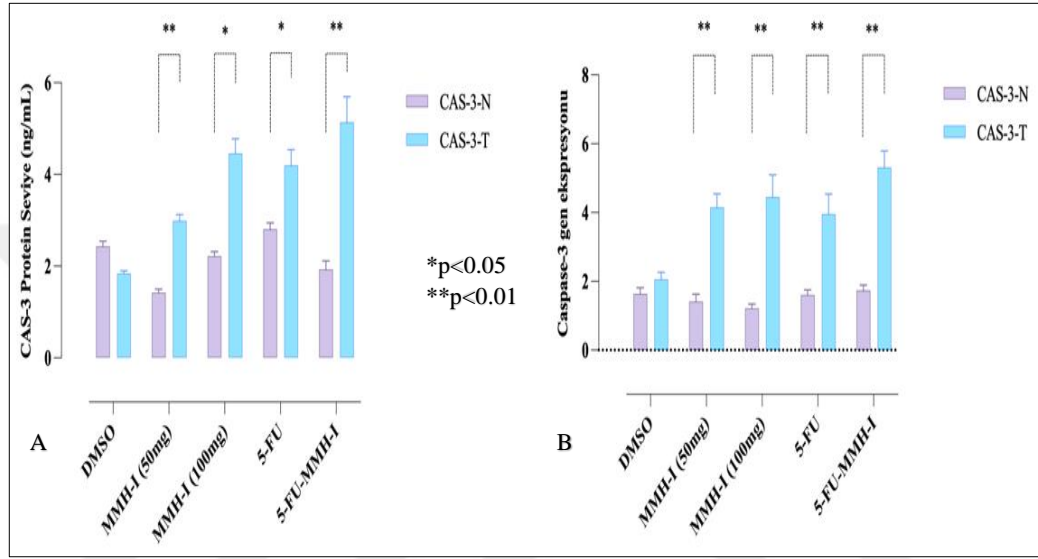 ** * * **
CAS-3 Protein Seviye (ng/mL)
6
4
2
0
CAS-3-N
CAS-3-T
*p<0.05
**p<0.01
A
DMSO
MMH-I (50mg)
MMH-I (100mg)
5-FU
5-FU-MMH-I
** ** ** **
Caspase-3 gen ekspresyonu
8
6
4
2
0
CAS-3-N
CAS-3-T
B
DMSO
MMH-I (50mg)
MMH-I (100mg)
5-FU
5-FU-MMH-I